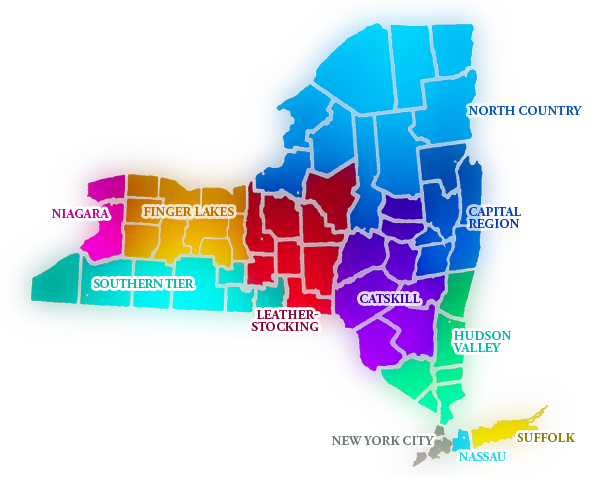 NORTH COUNTRY
NIAGARA
FINGER LAKES
CAPITAL
REGION
SOUTHERN TIER
CATSKILL
LEATHER-
STOCKING
HUDSON
VALLEY
NEW YORK CITY
SUFFOLK
NASSAU